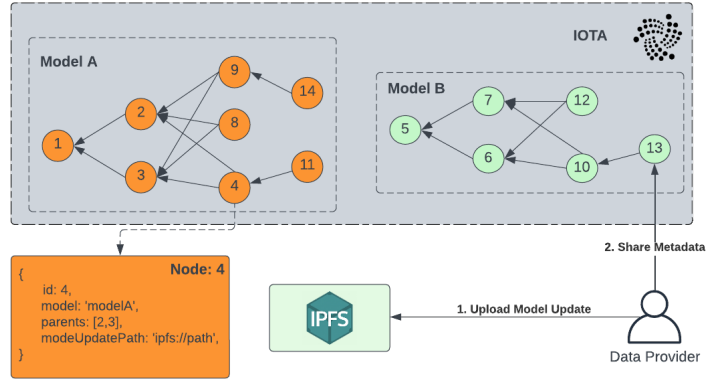 IOTA
Model A
9
14
2
8
1
3
4
11
Model B
7
12
5
6
10
13
2. Share Metadata
Node: 4
{
id: 4,
model: 'modelA',
parents: [2,3],
modeUpdatePath: 'ipfs://path',
}
IPFS
1. Upload Model Update
Data Provider